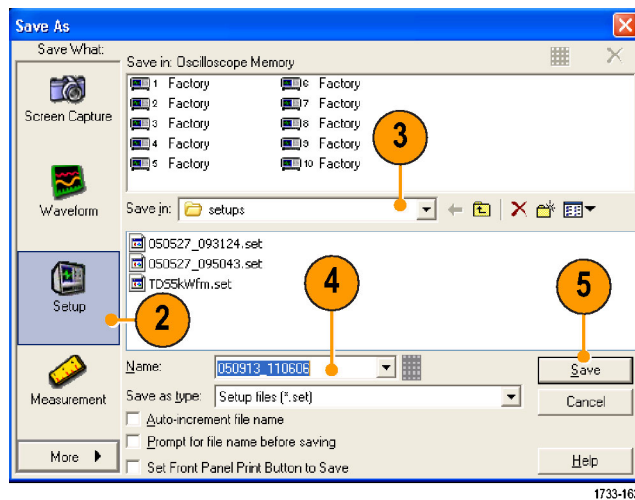 Save As
Save What:
Screen Capture
Waveform
Setup
Measurement
More
Save in: Oscilloscope Memory
1 Factory
2 Factory
3 Factory
4 Factory
5 Factory
6 Factory
7 Factory
8 Factory
9 Factory
10 Factory
3
Save in: setups
050527_093124.set
050527_095043.set
TDS5kWfm.set
2
4
5
Name: 050913_110606
Save as type: Setup files (*.set)
Auto-increment file name
Prompt for file name before saving
Set Front Panel Print Button to Save
Save
Cancel
Help